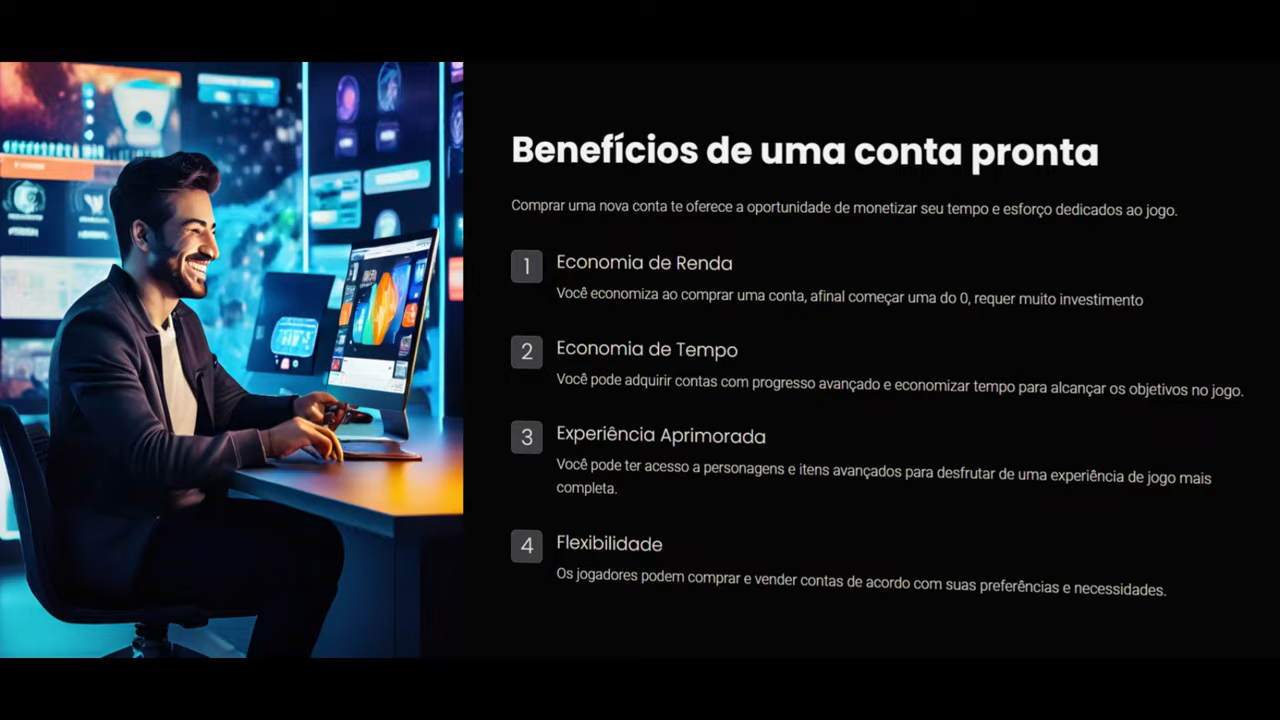 Benefícios de uma conta pronta
Comprar uma nova conta te oferece a oportunidade de monetizar seu tempo e esforço dedicados ao jogo.
1 Economia de Renda
Você economiza ao comprar uma conta, afinal começar uma do 0, requer muito investimento
2 Economia de Tempo
Você pode adquirir contas com progresso avançado e economizar tempo para alcançar os objetivos no jogo.
3 Experiência Aprimorada
Você pode ter acesso a personagens e itens avançados para desfrutar de uma experiência de jogo mais
completa.
4 Flexibilidade
Os jogadores podem comprar e vender contas de acordo com suas preferências e necessidades.